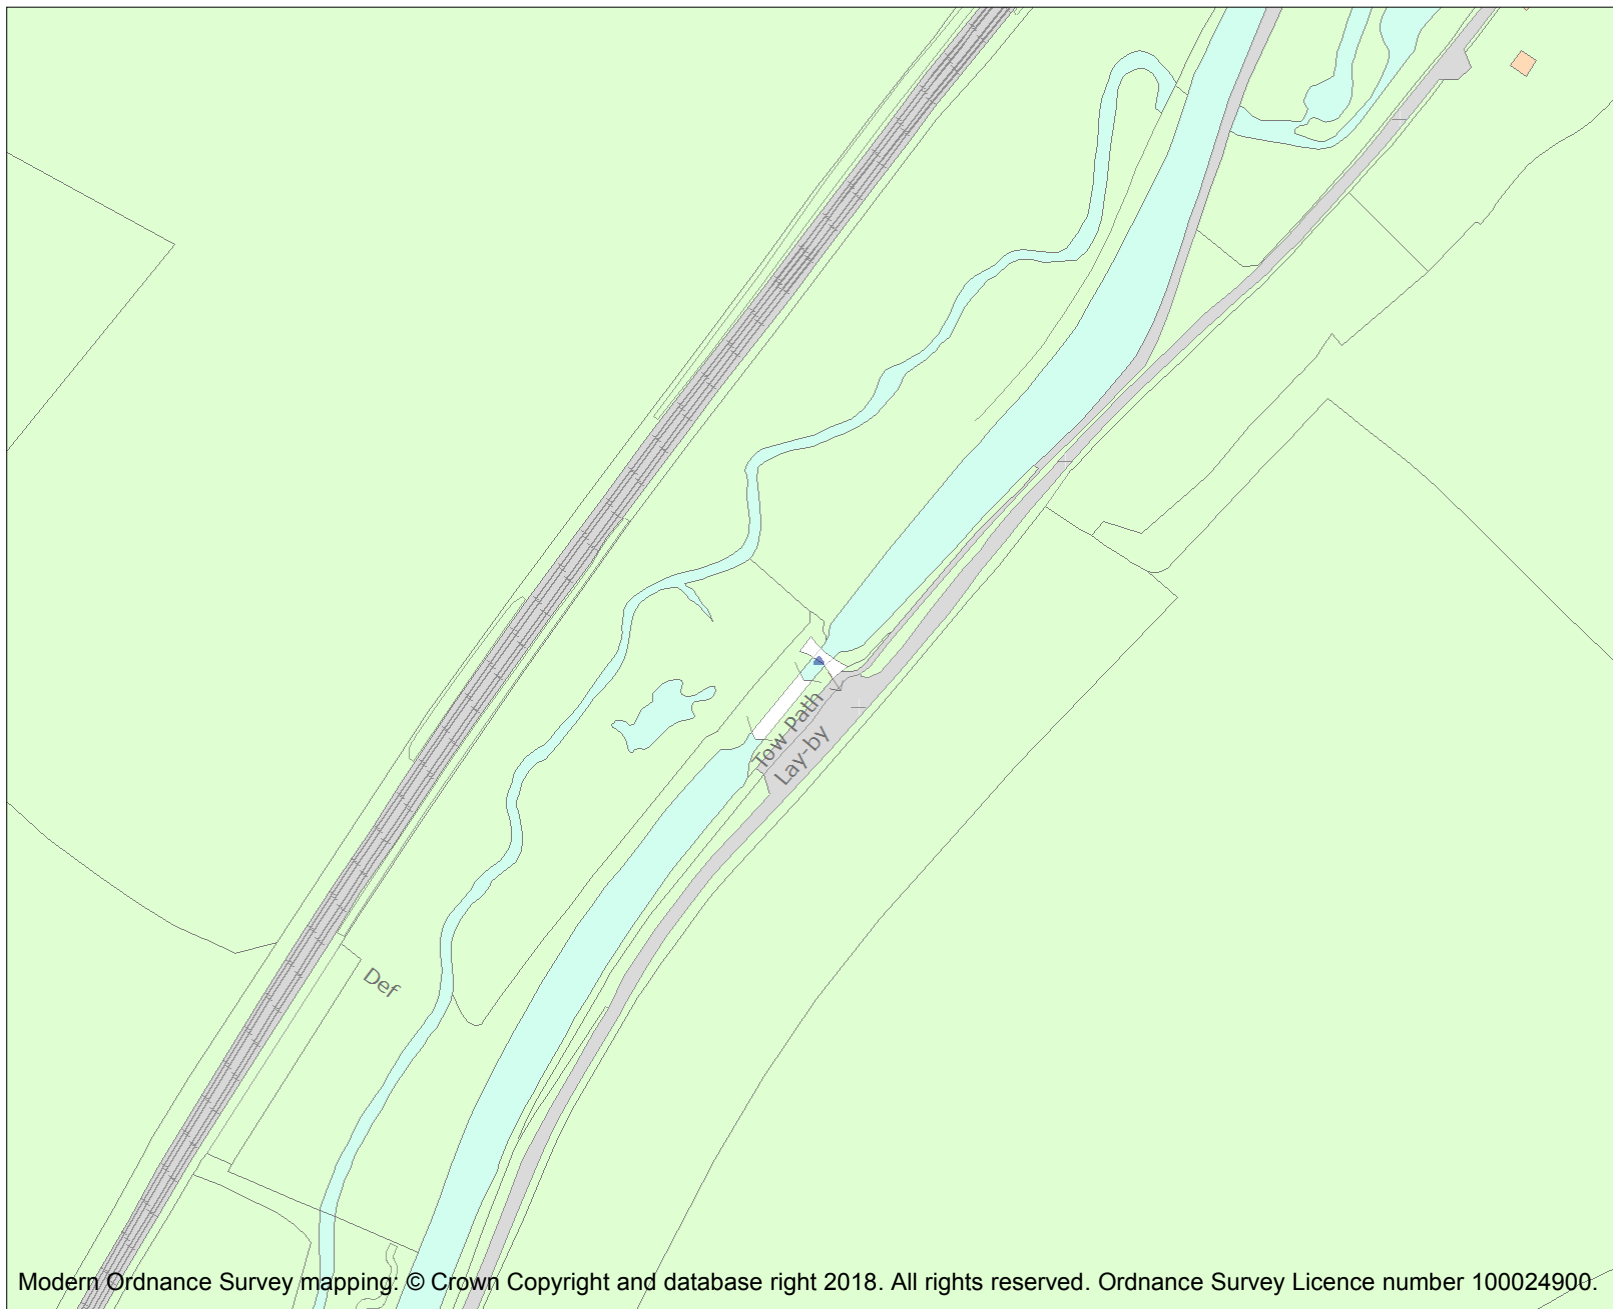 Tow Path
Lay-by
Def
Modern Ordnance Survey mapping: © Crown Copyright and database right 2018. All rights reserved. Ordnance Survey Licence number 100024900.